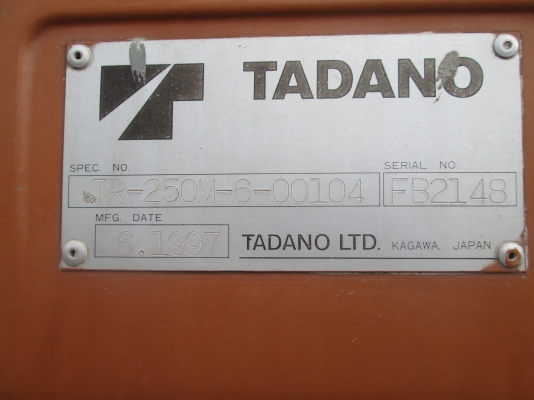 TADANO
SPEC. NO. SERIAL NO.
TR-250M-6-00104 FB2148
MFG. DATE
6.1997 TADANO LTD. KAGAWA, JAPAN